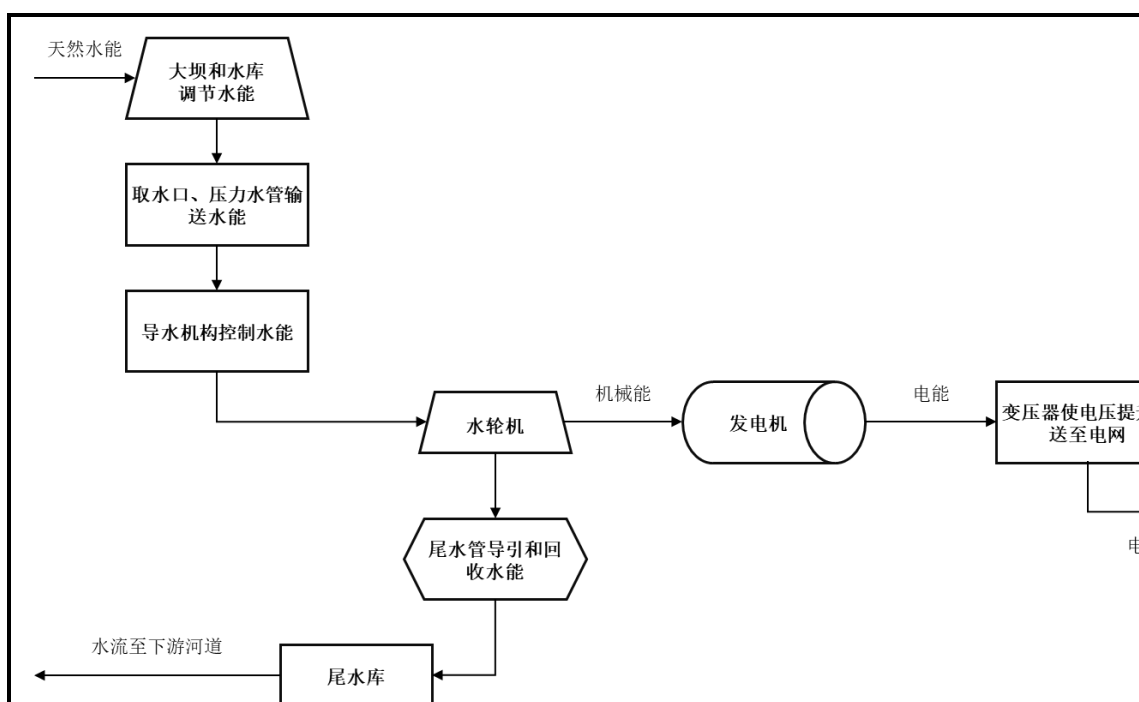 天然水能
大坝和水库
调节水能
取水口、压力水管输
送水能
导水机构控制水能
水轮机
机械能
发电机
电能
变压器使电压提
送至电网
尾水管导引和回
收水能
水流至下游河道
尾水库